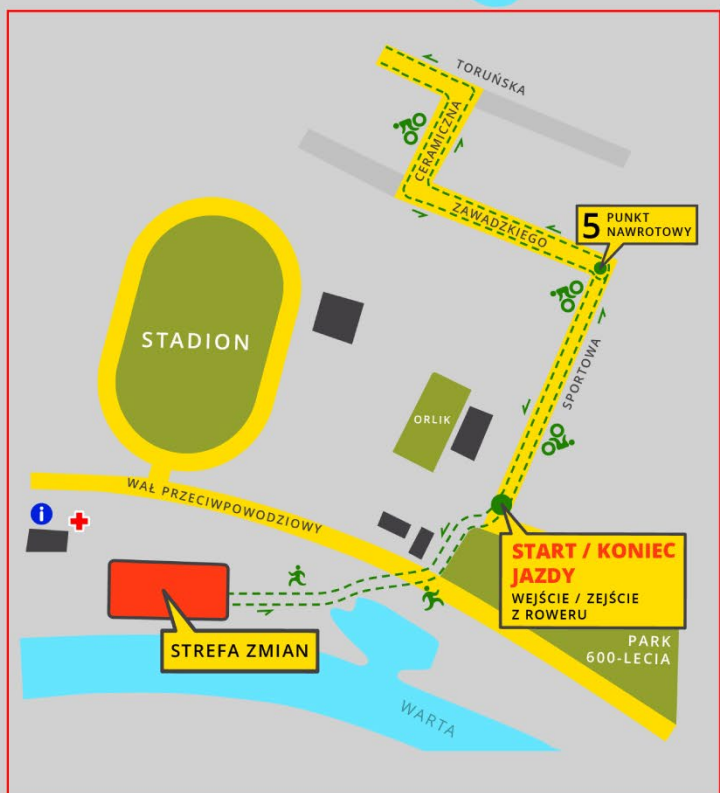 TORUŃSKA
CERAMICZNA
ZAWADZKIEGO
5 PUNKT
NAWROTOWY
STADION
SPORTOWA
ORLIK
WAŁ PRZECIWPOWODZIOWY
i
START / KONIEC
JAZDY
WEJŚCIE / ZEJŚCIE
Z ROWERU
STREFA ZMIAN
PARK
600-LECIA
WARTA